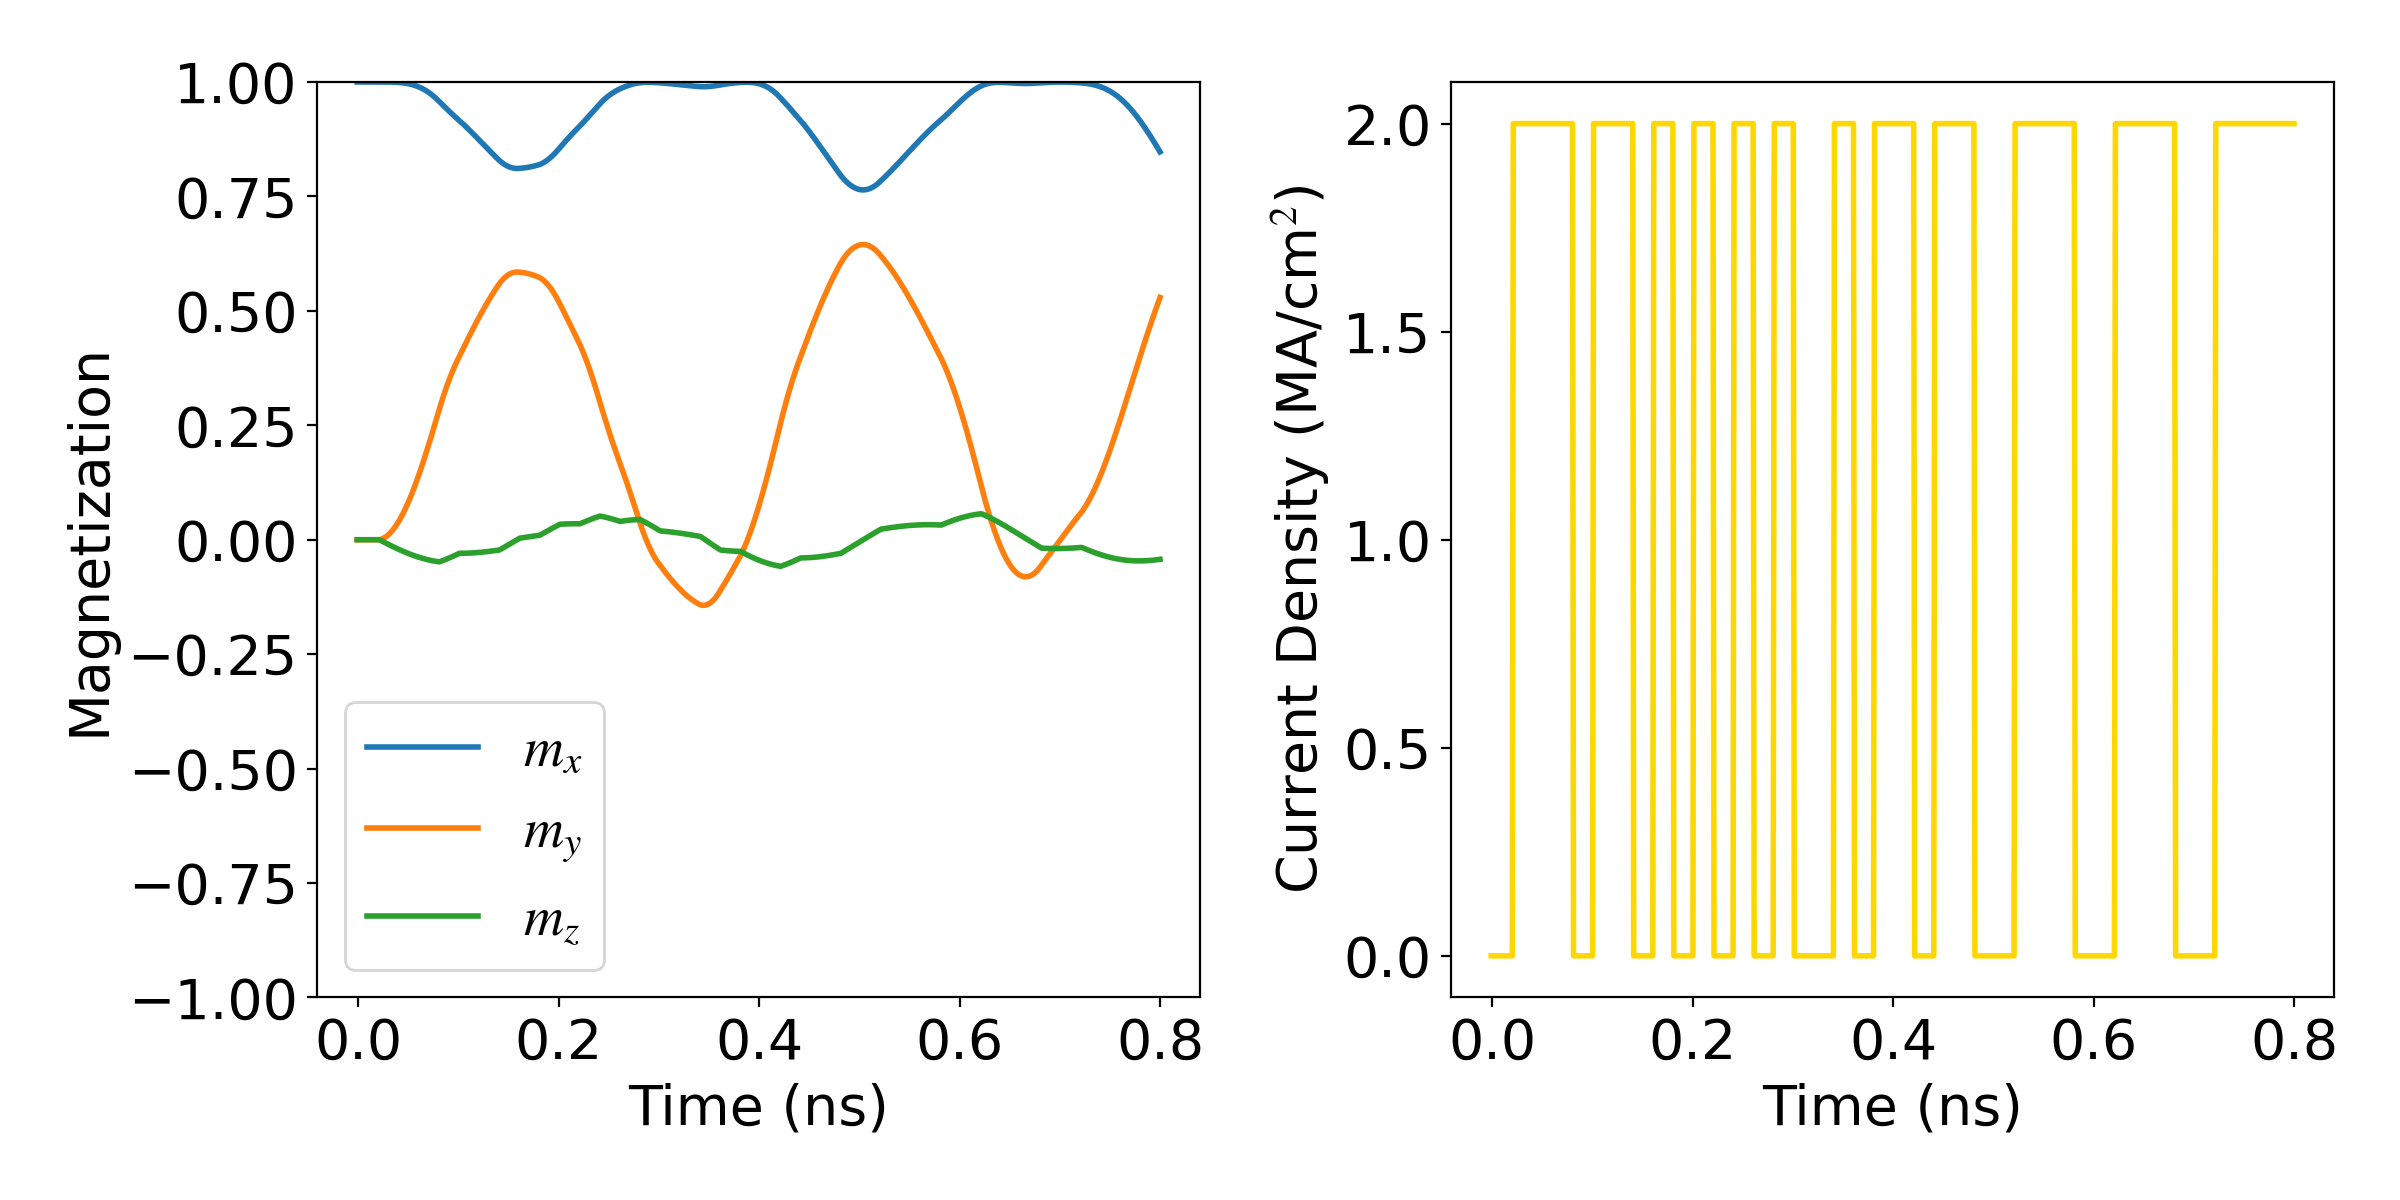 1.00
0.75
0.50
0.25
0.00
−0.25
−0.50
−0.75
−1.00
Magnetization
m_x
m_y
m_z
0.0 0.2 0.4 0.6 0.8
Time (ns)
2.0
1.5
1.0
0.5
0.0
Current Density (MA/cm²)
0.0 0.2 0.4 0.6 0.8
Time (ns)